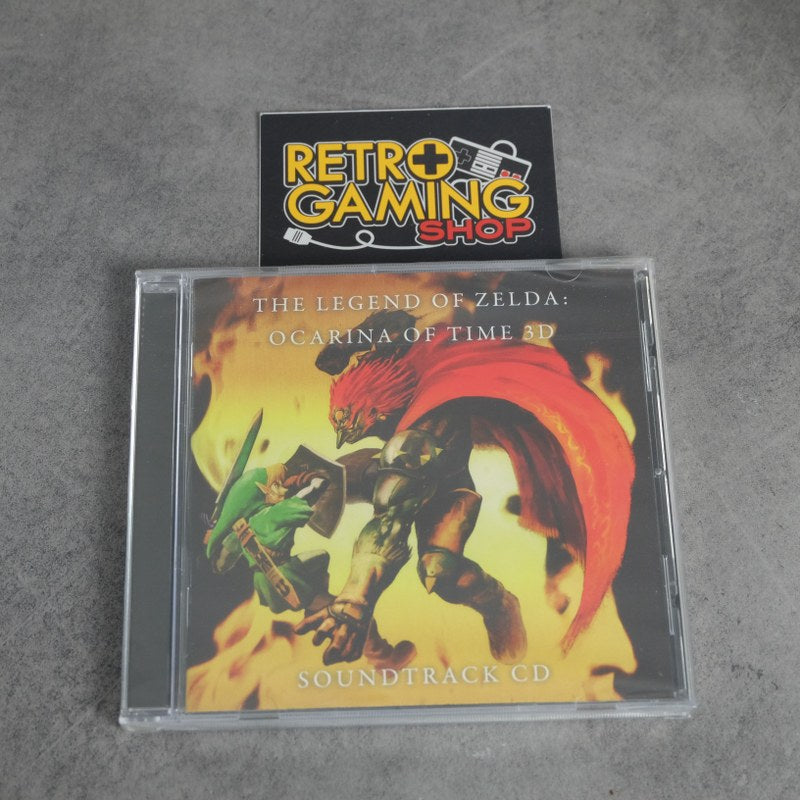 RETRO
GAMING
SHOP
THE LEGEND OF ZELDA:
OCARINA OF TIME 3D
SOUNDTRACK CD